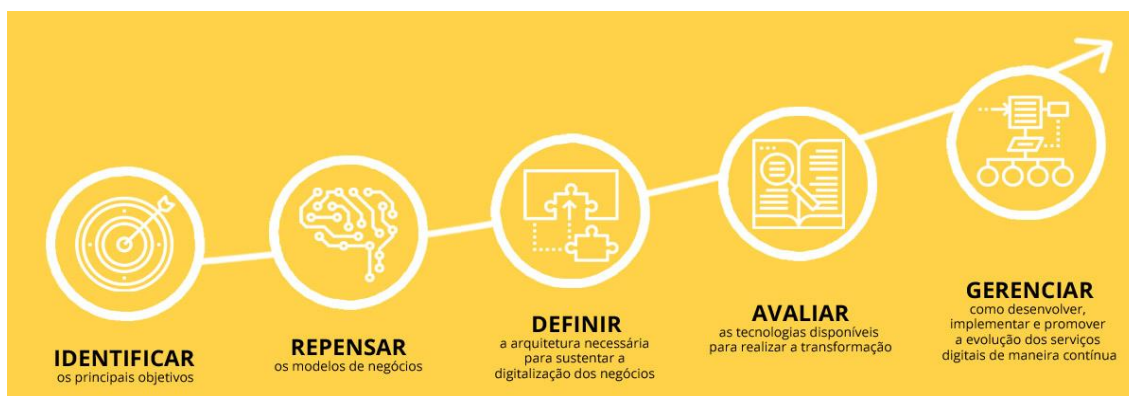 IDENTIFICAR
os principais objetivos
REPENSAR
os modelos de negócios
DEFINIR
a arquitetura necessária
para sustentar a
digitalização dos negócios
AVALIAR
as tecnologias disponíveis
para realizar a transformação
GERENCIAR
como desenvolver,
implementar e promover
a evolução dos serviços
digitais de maneira contínua